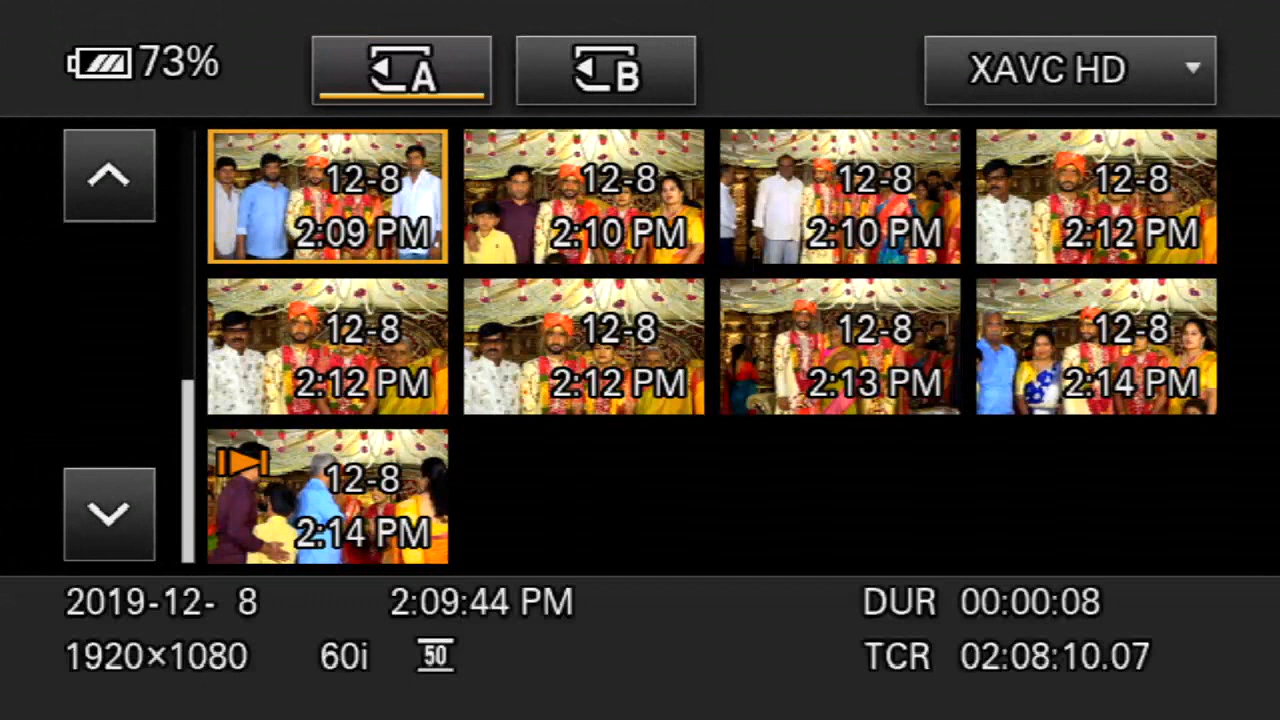 73% A B XAVC HD
12-8 12-8 12-8 12-8
2:09 PM 2:10 PM 2:10 PM 2:12 PM
12-8 12-8 12-8 12-8
2:12 PM 2:12 PM 2:13 PM 2:14 PM
12-8
2:14 PM
2019-12- 8 2:09:44 PM DUR 00:00:08
1920×1080 60i 50 TCR 02:08:10.07